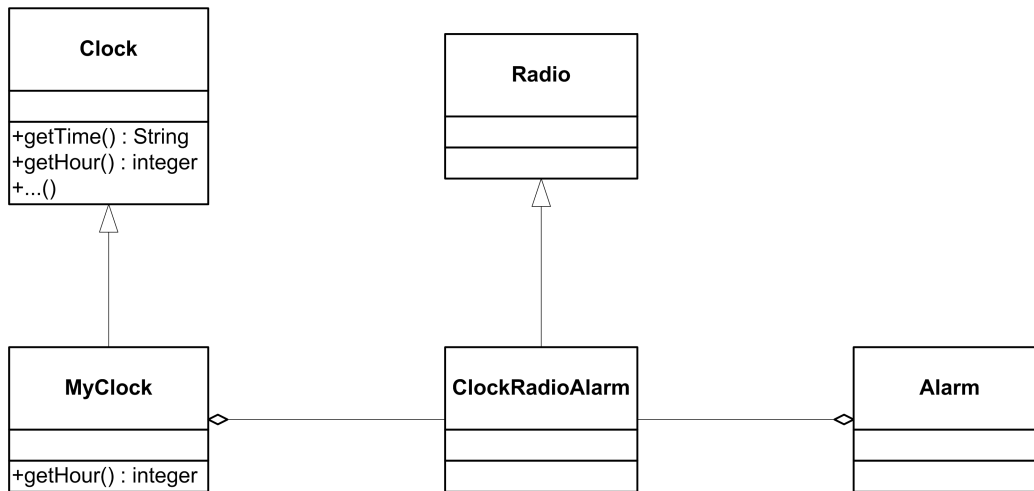 Clock
+getTime() : String
+getHour() : integer
+...()
Radio
MyClock
+getHour() : integer
ClockRadioAlarm
Alarm